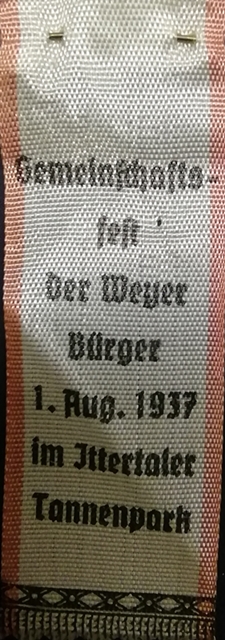 Gemeinschafts-
fest
der Weyer
Bürger
1. Aug. 1937
im Ittertaler
Tannenpark